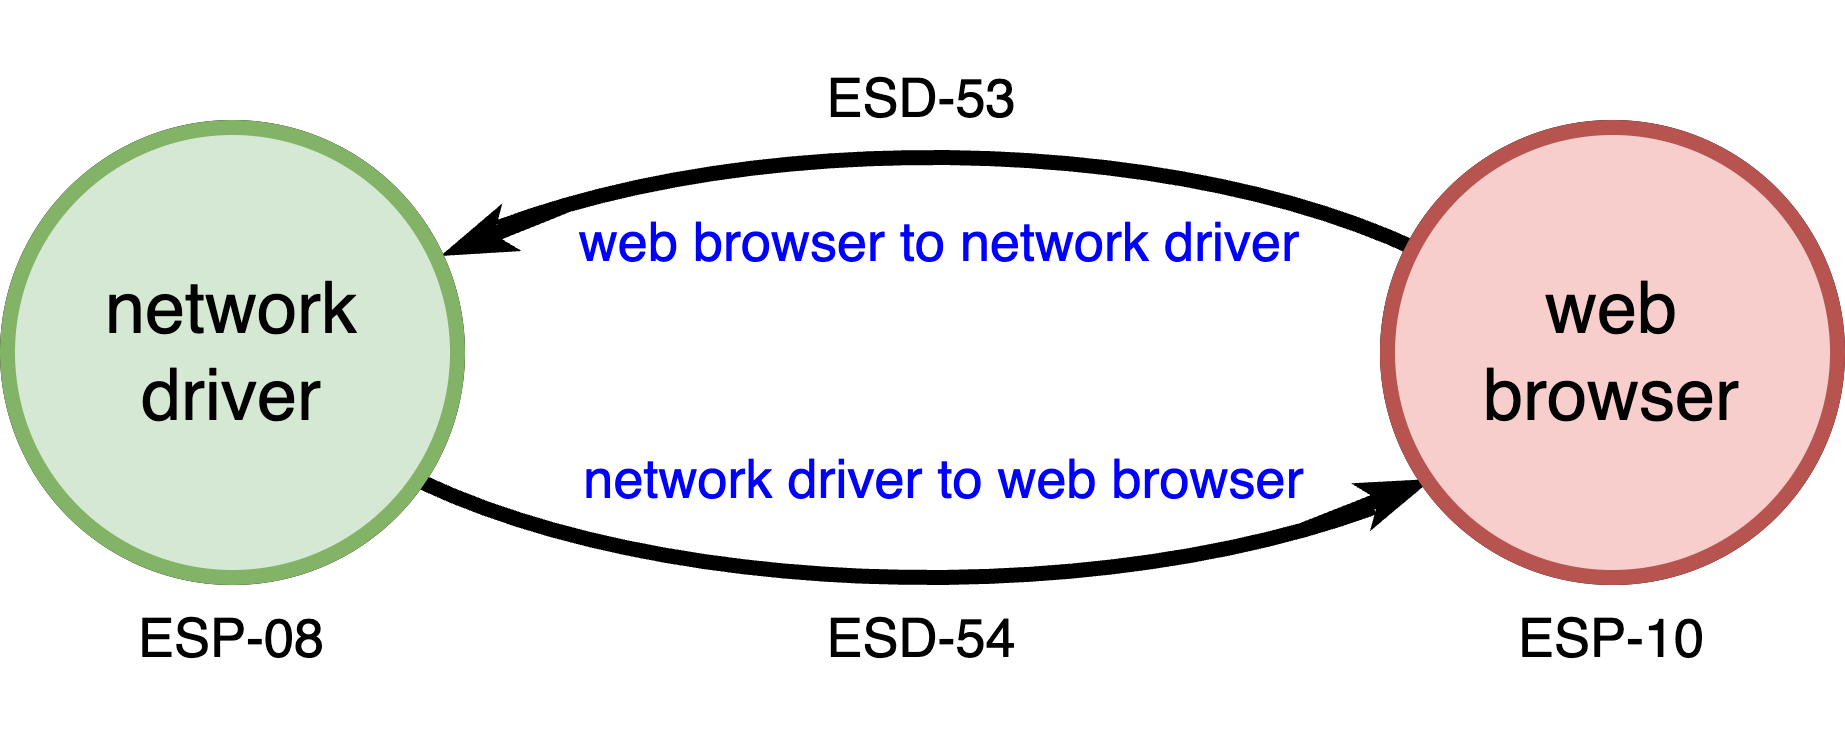 ESD-53
web browser to network driver
network
driver
web
browser
network driver to web browser
ESP-08
ESD-54
ESP-10